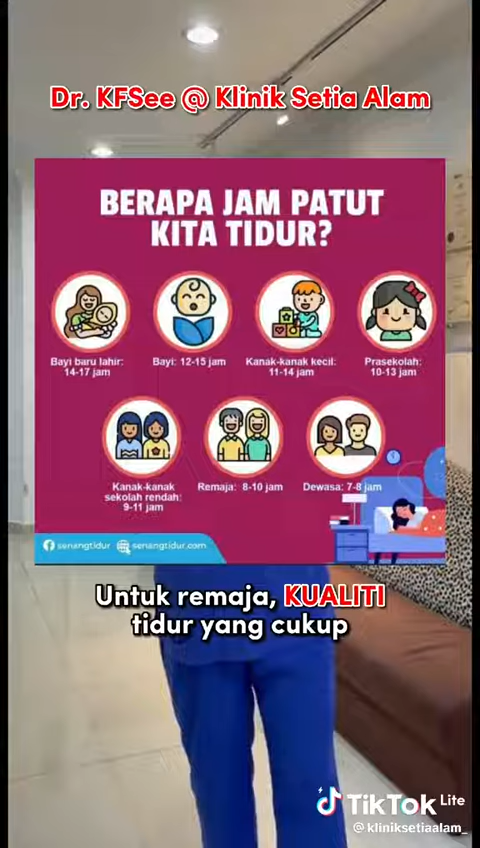 Dr. KFSee @ Klinik Setia Alam
BERAPA JAM PATUT
KITA TIDUR?
Bayi baru lahir:
14-17 jam
Bayi: 12-15 jam
Kanak-kanak kecil:
11-14 jam
Prasekolah:
10-13 jam
Kanak-kanak
sekolah rendah:
9-11 jam
Remaja: 8-10 jam
Dewasa: 7-8 jam
senangtidur
senangtidur.com
Untuk remaja, KUALITI
tidur yang cukup
TikTok Lite
@kliniksetiaalam_